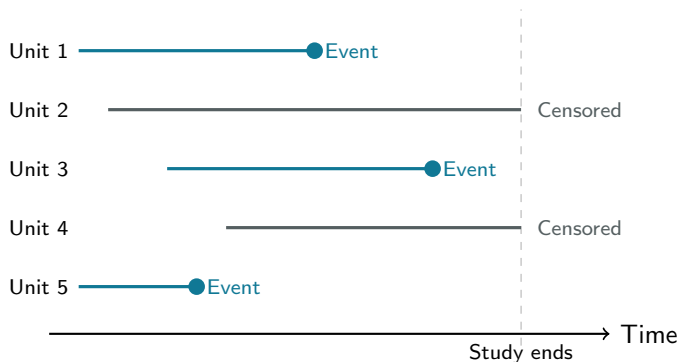 Unit 1 Event
Unit 2 Censored
Unit 3 Event
Unit 4 Censored
Unit 5 Event
Time
Study ends